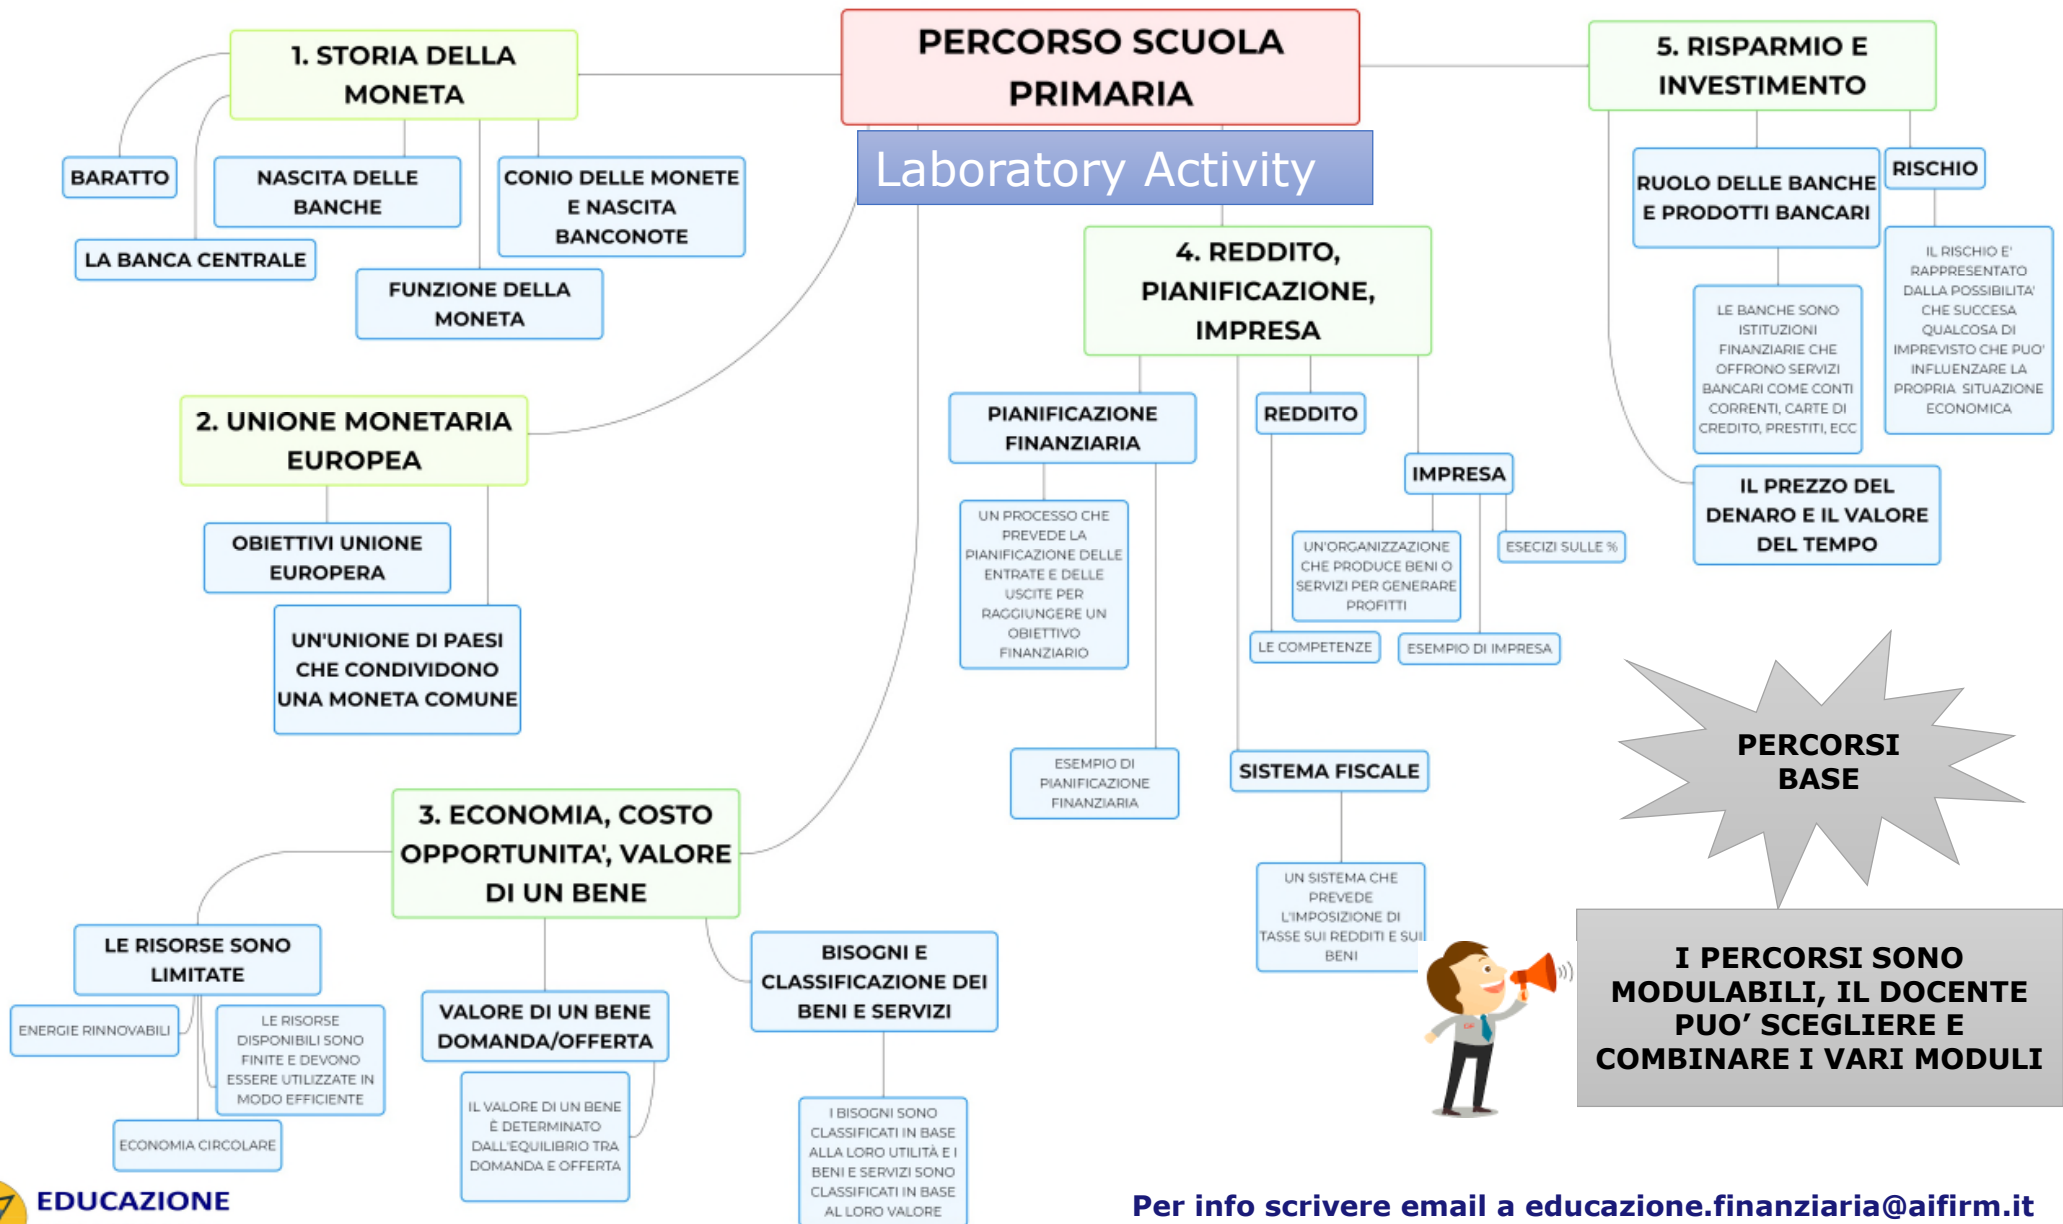 PERCORSO SCUOLA
PRIMARIA
Laboratory Activity
1. STORIA DELLA
MONETA
BARATTO
LA BANCA CENTRALE
NASCITA DELLE
BANCHE
FUNZIONE DELLA
MONETA
CONIO DELLE MONETE
E NASCITA
BANCONOTE
2. UNIONE MONETARIA
EUROPEA
OBIETTIVI UNIONE
EUROPERA
UN'UNIONE DI PAESI
CHE CONDIVIDONO
UNA MONETA COMUNE
3. ECONOMIA, COSTO
OPPORTUNITA', VALORE
DI UN BENE
LE RISORSE SONO
LIMITATE
ENERGIE RINNOVABILI
LE RISORSE
DISPONIBILI SONO
FINITE E DEVONO
ESSERE UTILIZZATE IN
MODO EFFICIENTE
ECONOMIA CIRCOLARE
VALORE DI UN BENE
DOMANDA/OFFERTA
IL VALORE DI UN BENE
È DETERMINATO
DALL'EQUILIBRIO TRA
DOMANDA E OFFERTA
BISOGNI E
CLASSIFICAZIONE DEI
BENI E SERVIZI
I BISOGNI SONO
CLASSIFICATI IN BASE
ALLA LORO UTILITÀ E I
BENI E SERVIZI SONO
CLASSIFICATI IN BASE
AL LORO VALORE
4. REDDITO,
PIANIFICAZIONE,
IMPRESA
PIANIFICAZIONE
FINANZIARIA
UN PROCESSO CHE
PREVEDE LA
PIANIFICAZIONE DELLE
ENTRATE E DELLE
USCITE PER
RAGGIUNGERE UN
OBIETTIVO
FINANZIARIO
ESEMPIO DI
PIANIFICAZIONE
FINANZIARIA
REDDITO
LE COMPETENZE
IMPRESA
UN'ORGANIZZAZIONE
CHE PRODUCE BENI O
SERVIZI PER GENERARE
PROFITTI
ESECIZI SULLE %
ESEMPIO DI IMPRESA
SISTEMA FISCALE
UN SISTEMA CHE
PREVEDE
L'IMPOSIZIONE DI
TASSE SUI REDDITI E SUI
BENI
5. RISPARMIO E
INVESTIMENTO
RUOLO DELLE BANCHE
E PRODOTTI BANCARI
LE BANCHE SONO
ISTITUZIONI
FINANZIARIE CHE
OFFRONO SERVIZI
BANCARI COME CONTI
CORRENTI, CARTE DI
CREDITO, PRESTITI, ECC
RISCHIO
IL RISCHIO E'
RAPPRESENTATO
DALLA POSSIBILITA'
CHE SUCCESA
QUALCOSA DI
IMPREVISTO CHE PUO'
INFLUENZARE LA
PROPRIA SITUAZIONE
ECONOMICA
IL PREZZO DEL
DENARO E IL VALORE
DEL TEMPO
PERCORSI
BASE
I PERCORSI SONO
MODULABILI, IL DOCENTE
PUO’ SCEGLIERE E
COMBINARE I VARI MODULI
EDUCAZIONE
Per info scrivere email a educazione.finanziaria@aifirm.it